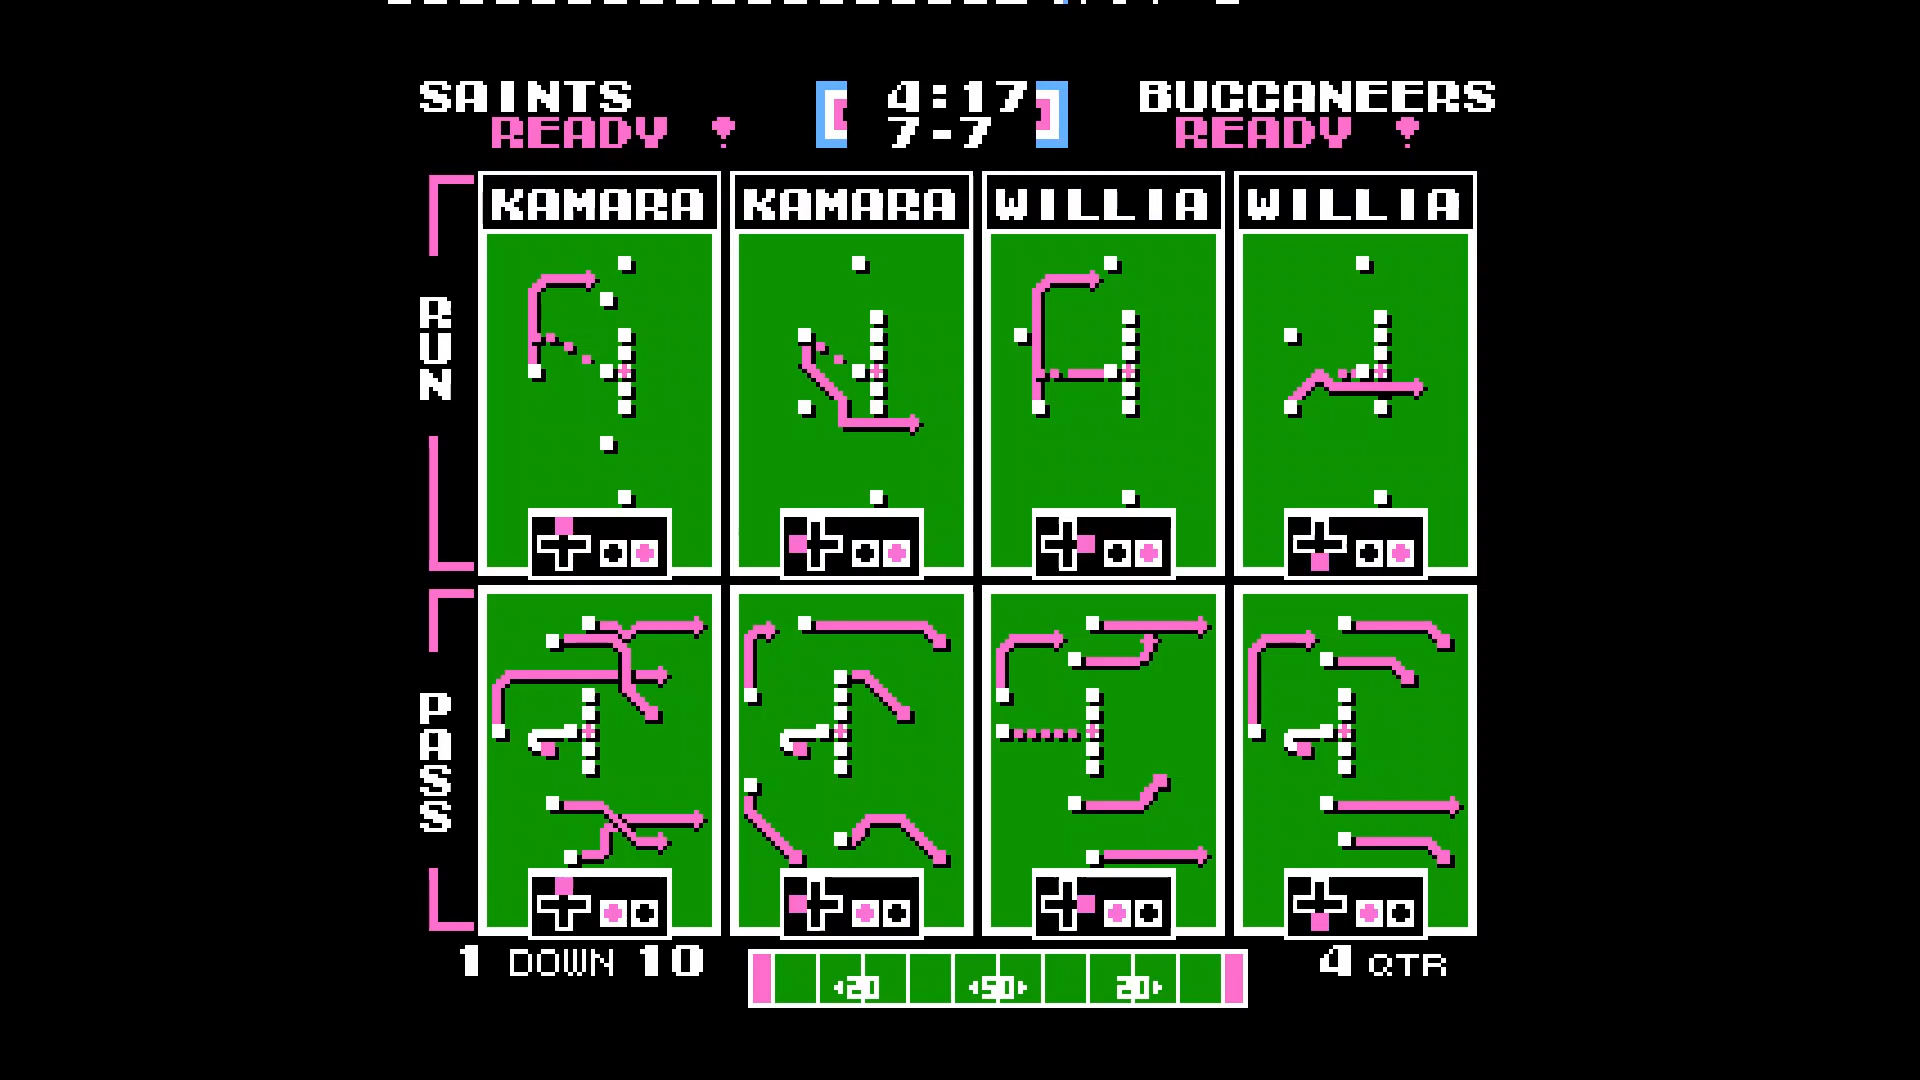 SAINTS 4:17 BUCCANEERS
READY 7-7 READY
KAMARA KAMARA WILLIA WILLIA
RUN
PASS
1 DOWN 10 4 QTR
20 50 20